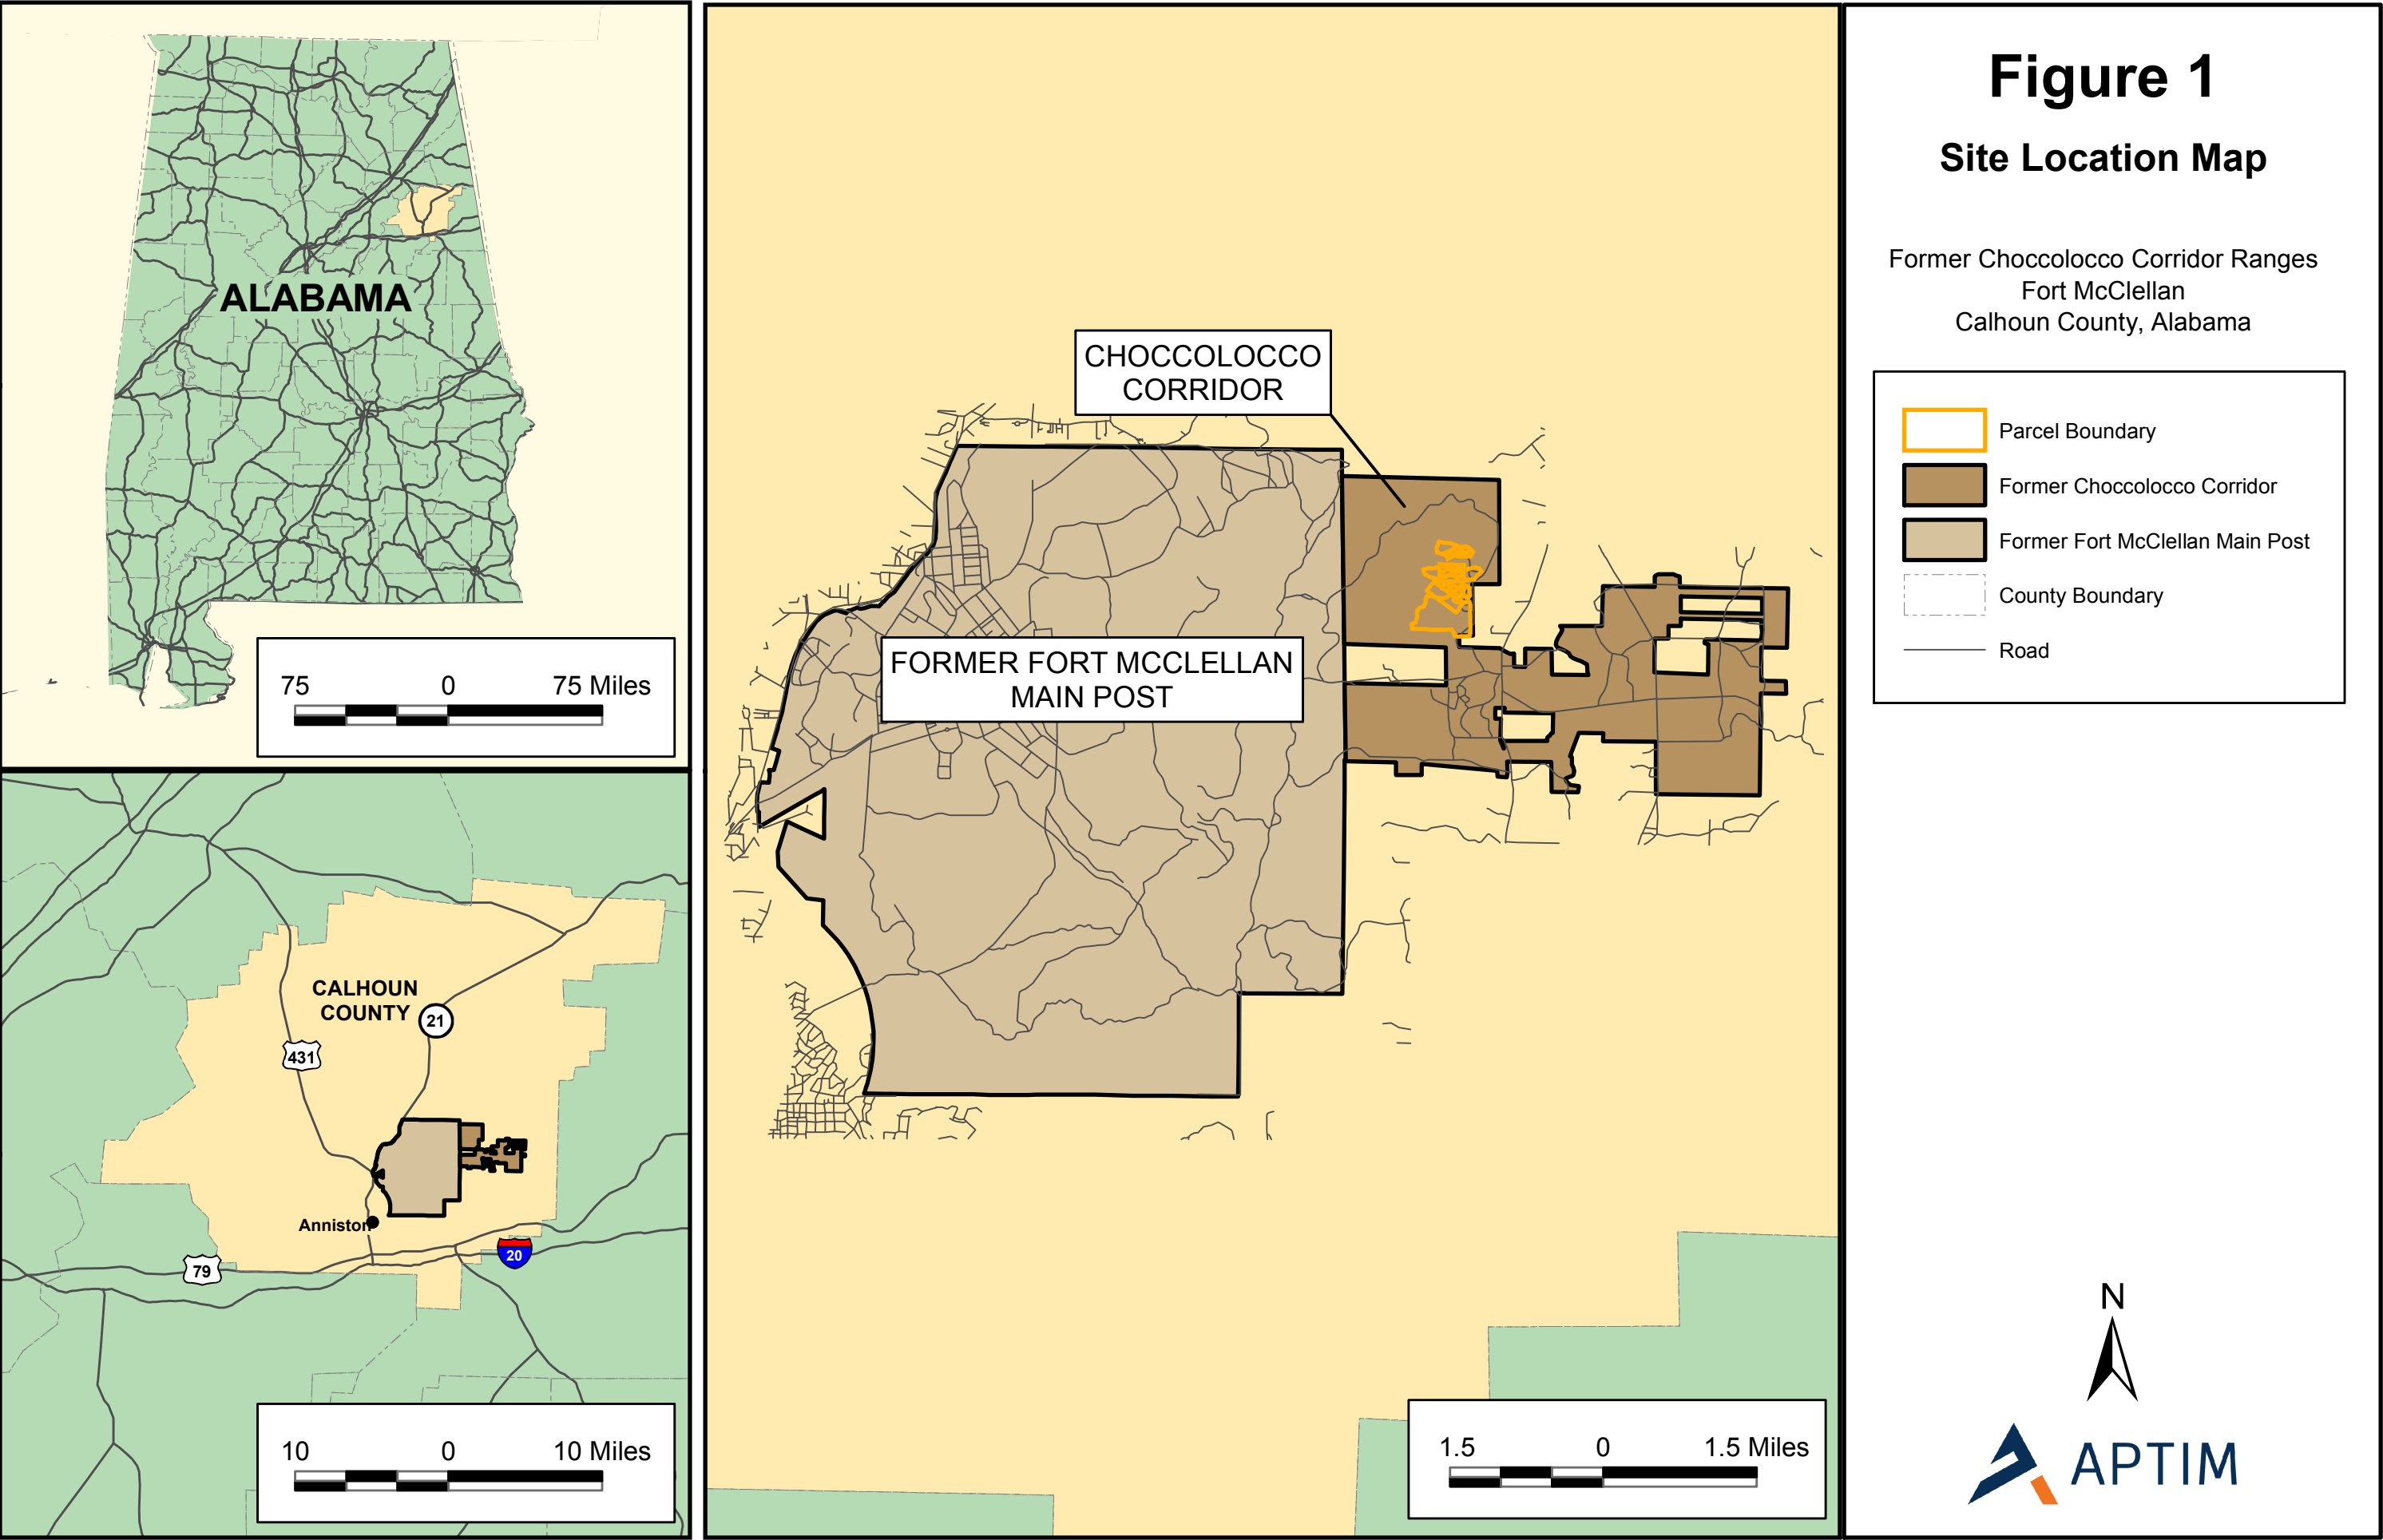 ALABAMA
75 0 75 Miles
CALHOUN
COUNTY
21
431
Anniston
20
79
10 0 10 Miles
CHOCCOLOCCO
CORRIDOR
FORMER FORT MCCLELLAN
MAIN POST
1.5 0 1.5 Miles
Figure 1
Site Location Map
Former Choccolocco Corridor Ranges
Fort McClellan
Calhoun County, Alabama
Parcel Boundary
Former Choccolocco Corridor
Former Fort McClellan Main Post
County Boundary
Road
N
APTIM